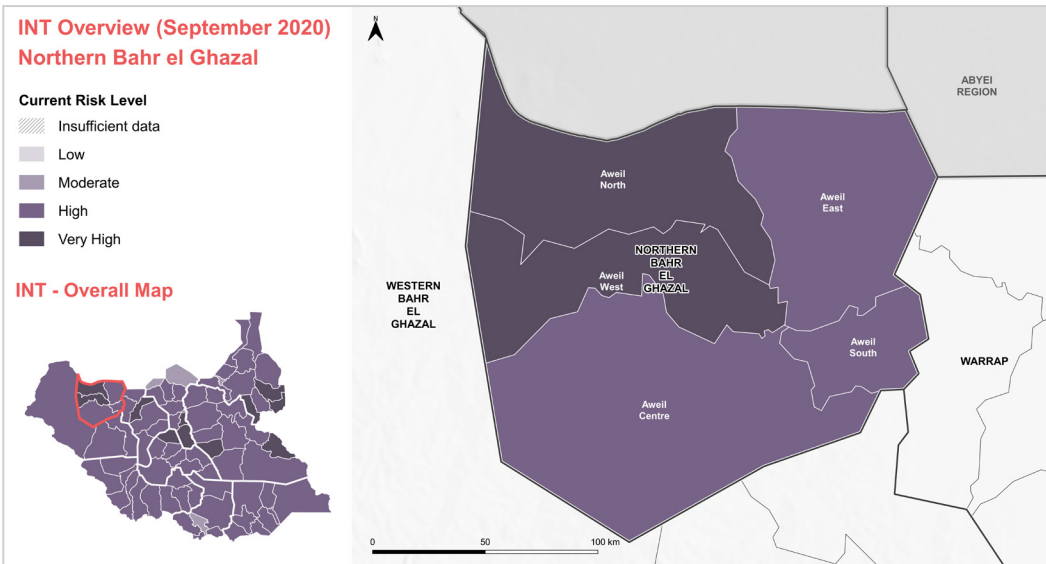 INT Overview (September 2020)
Northern Bahr el Ghazal
Current Risk Level
Insufficient data
Low
Moderate
High
Very High
INT - Overall Map
N
ABYEI
REGION
Aweil
North
Aweil
East
NORTHERN
BAHR
EL
GHAZAL
Aweil
West
WESTERN
BAHR
EL
GHAZAL
Aweil
South
WARRAP
Aweil
Centre
0
50
100 km